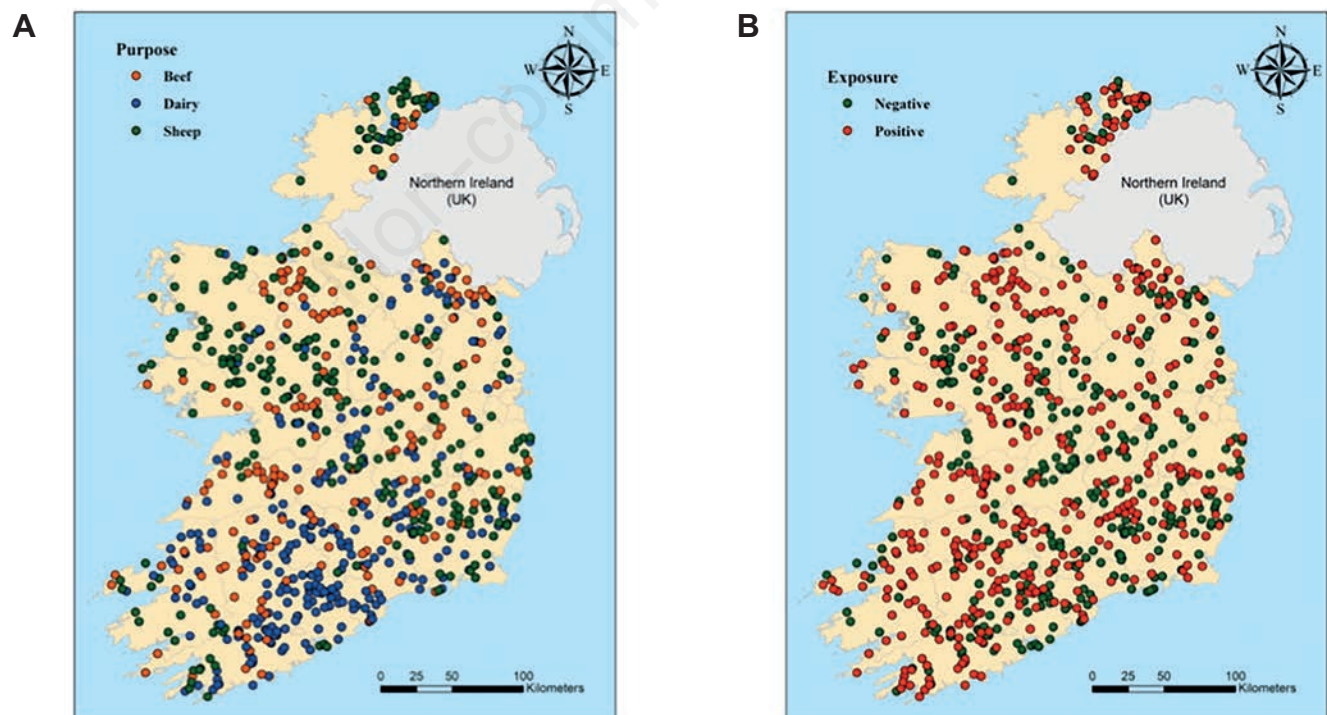 A
Purpose
Beef
Dairy
Sheep
N
W E
S
Northern Ireland
(UK)
0 25 50 100
Kilometers
B
Exposure
Negative
Positive
N
W E
S
Northern Ireland
(UK)
0 25 50 100
Kilometers